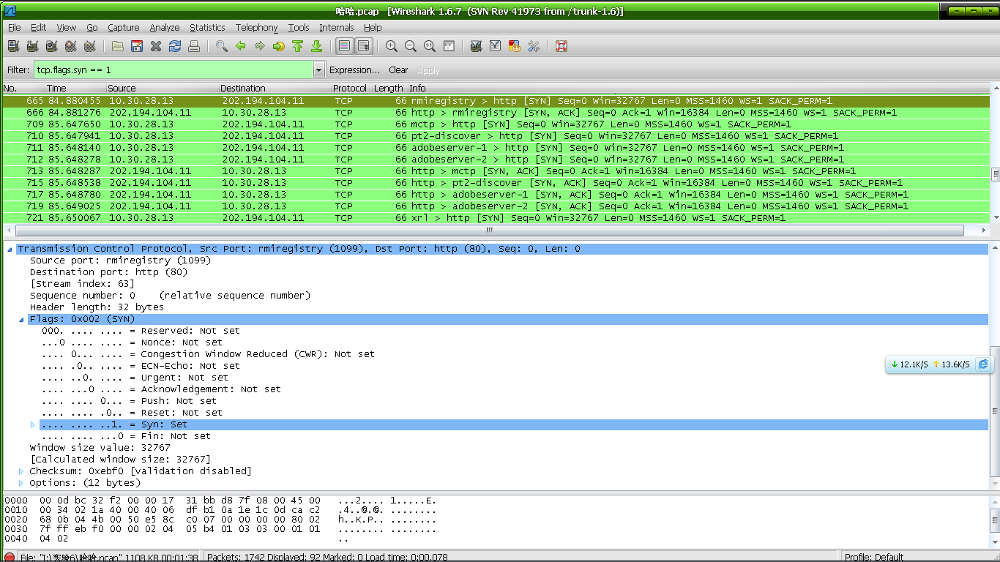 哈哈.pcap [Wireshark 1.6.7 (SVN Rev 41973 from /trunk-1.6)]
File Edit View Go Capture Analyze Statistics Telephony Tools Internals Help
Filter: tcp.flags.syn == 1 Expression... Clear Apply
No. Time Source Destination Protocol Length Info
665 84.880455 10.30.28.13 202.194.104.11 TCP 66 rmiregistry > http [SYN] Seq=0 Win=32767 Len=0 MSS=1460 WS=1 SACK_PERM=1
666 84.881276 202.194.104.11 10.30.28.13 TCP 66 http > rmiregistry [SYN, ACK] Seq=0 Ack=1 Win=16384 Len=0 MSS=1460 WS=1 SACK_PERM=1
709 85.647650 10.30.28.13 202.194.104.11 TCP 66 mctp > http [SYN] Seq=0 Win=32767 Len=0 MSS=1460 WS=1 SACK_PERM=1
710 85.647941 10.30.28.13 202.194.104.11 TCP 66 pt2-discover > http [SYN] Seq=0 Win=32767 Len=0 MSS=1460 WS=1 SACK_PERM=1
711 85.648140 10.30.28.13 202.194.104.11 TCP 66 adobeserver-1 > http [SYN] Seq=0 Win=32767 Len=0 MSS=1460 WS=1 SACK_PERM=1
712 85.648278 10.30.28.13 202.194.104.11 TCP 66 adobeserver-2 > http [SYN] Seq=0 Win=32767 Len=0 MSS=1460 WS=1 SACK_PERM=1
713 85.648287 202.194.104.11 10.30.28.13 TCP 66 http > mctp [SYN, ACK] Seq=0 Ack=1 Win=16384 Len=0 MSS=1460 WS=1 SACK_PERM=1
715 85.648538 202.194.104.11 10.30.28.13 TCP 66 http > pt2-discover [SYN, ACK] Seq=0 Ack=1 Win=16384 Len=0 MSS=1460 WS=1 SACK_PERM=1
717 85.648780 202.194.104.11 10.30.28.13 TCP 66 http > adobeserver-1 [SYN, ACK] Seq=0 Ack=1 Win=16384 Len=0 MSS=1460 WS=1 SACK_PERM=1
719 85.649025 202.194.104.11 10.30.28.13 TCP 66 http > adobeserver-2 [SYN, ACK] Seq=0 Ack=1 Win=16384 Len=0 MSS=1460 WS=1 SACK_PERM=1
721 85.650067 10.30.28.13 202.194.104.11 TCP 66 xrl > http [SYN] Seq=0 Win=32767 Len=0 MSS=1460 WS=1 SACK_PERM=1
Transmission Control Protocol, Src Port: rmiregistry (1099), Dst Port: http (80), Seq: 0, Len: 0
Source port: rmiregistry (1099)
Destination port: http (80)
[Stream index: 63]
Sequence number: 0 (relative sequence number)
Header length: 32 bytes
Flags: 0x002 (SYN)
000. .... .... = Reserved: Not set
...0 .... .... = Nonce: Not set
.... 0... .... = Congestion Window Reduced (CWR): Not set
.... .0.. .... = ECN-Echo: Not set
.... ..0. .... = Urgent: Not set
.... ...0 .... = Acknowledgement: Not set
.... .... 0... = Push: Not set
.... .... .0.. = Reset: Not set
.... .... ..1. = Syn: Set
.... .... ...0 = Fin: Not set
Window size value: 32767
[Calculated window size: 32767]
Checksum: 0xebf0 [validation disabled]
Options: (12 bytes)
12.1K/S 13.6K/S
0000 00 0d bc 32 f2 00 00 17 31 bb d8 7f 08 00 45 00 ...2.... 1.....E.
0010 00 34 02 1a 40 00 40 06 df b1 0a 1e 1c 0d ca c2 .4..@.@. ........
0020 68 0b 04 4b 00 50 e5 8c c0 07 00 00 00 00 80 02 h..K.P.. ........
0030 7f ff eb f0 00 00 02 04 05 b4 01 03 03 00 01 01 ........ ........
0040 04 02 ..
File: "I:\实验6\哈哈.pcap" 1108 KB 00:01:38 Packets: 1742 Displayed: 92 Marked: 0 Load time: 0:00.078 Profile: Default